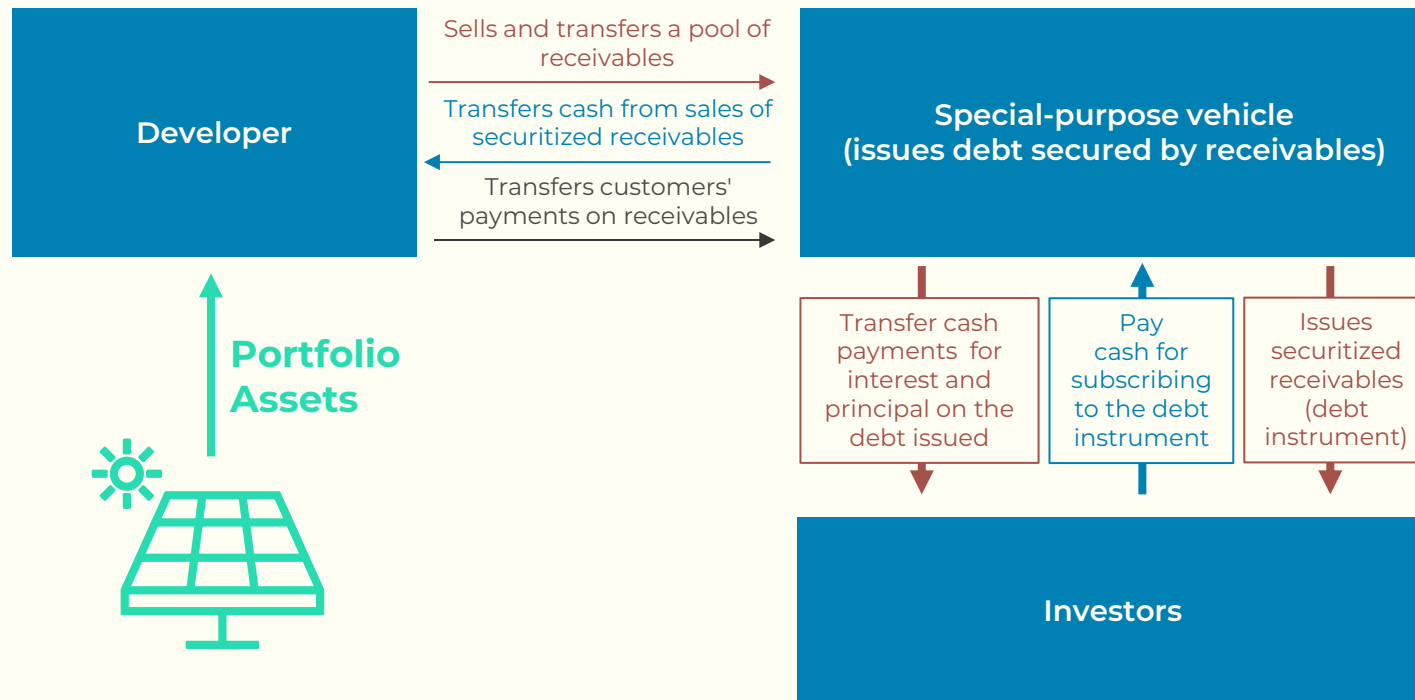 Sells and transfers a pool of
receivables
Developer
Transfers cash from sales of
securitized receivables
Special-purpose vehicle
(issues debt secured by receivables)
Transfers customers'
payments on receivables
Portfolio
Assets
Transfer cash
payments for
interest and
principal on the
debt issued
Pay
cash for
subscribing
to the debt
instrument
Issues
securitized
receivables
(debt
instrument)
Investors